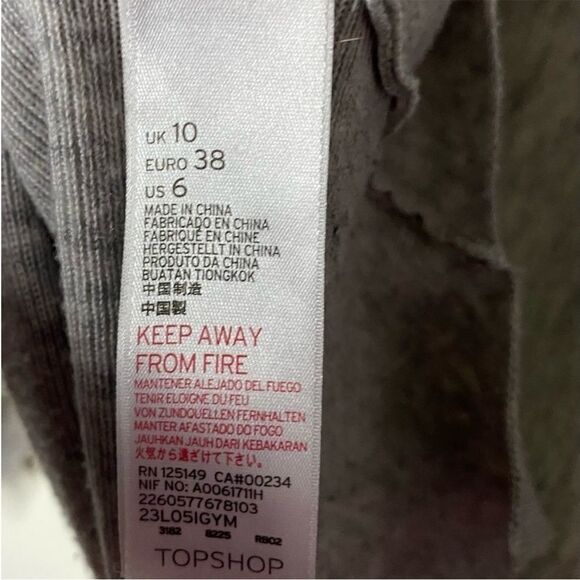 UK 10
EURO 38
US 6
MADE IN CHINA
FABRICADO EN CHINA
FABRIQUÉ EN CHINE
HERGESTELLT IN CHINA
PRODUTO DA CHINA
BUATAN TIONGKOK
中国制造
中国製
KEEP AWAY
FROM FIRE
MANTENER ALEJADO DEL FUEGO
TENIR ELOIGNE DU FEU
VON ZUNDQUELLEN FERNHALTEN
MANTER AFASTADO DO FOGO
JAUHKAN JAUH DARI KEBAKARAN
火気から遠ざけて下さい。
RN 125149 CA#00234
NIF NO: A0061711H
2260577678103
23L05IGYM
3182 8225 RB02
TOPSHOP